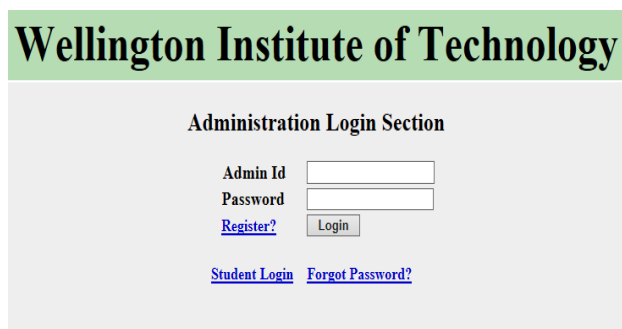 Wellington Institute of Technology
Administration Login Section
Admin Id
Password
Register? Login
Student Login Forgot Password?